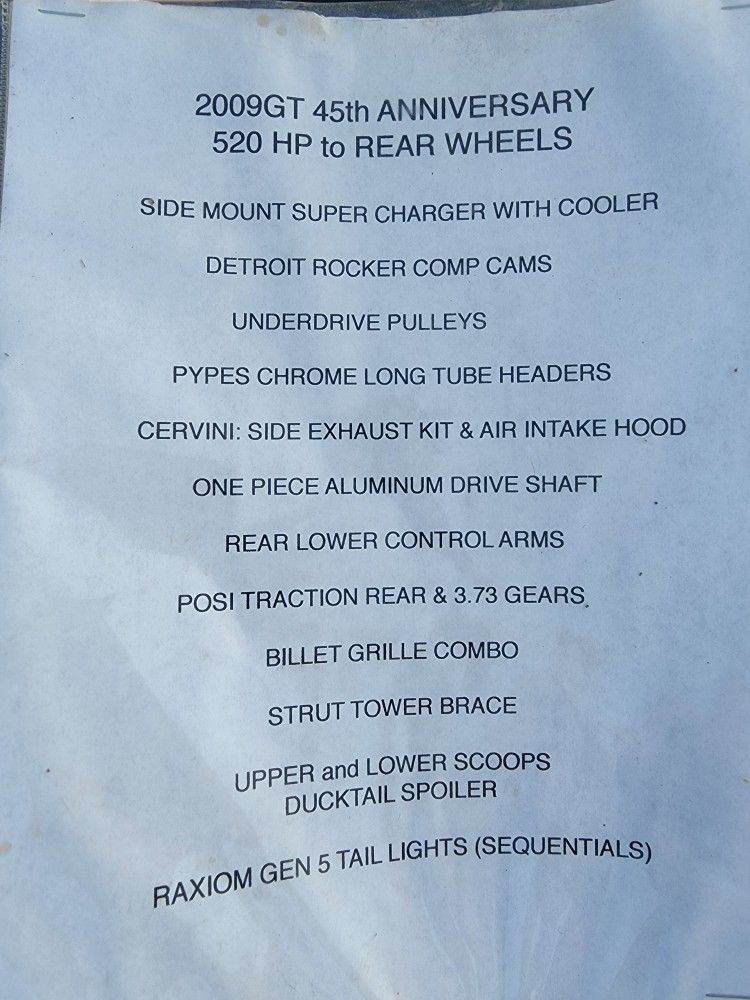 2009GT 45th ANNIVERSARY
520 HP to REAR WHEELS
SIDE MOUNT SUPER CHARGER WITH COOLER
DETROIT ROCKER COMP CAMS
UNDERDRIVE PULLEYS
PYPES CHROME LONG TUBE HEADERS
CERVINI: SIDE EXHAUST KIT & AIR INTAKE HOOD
ONE PIECE ALUMINUM DRIVE SHAFT
REAR LOWER CONTROL ARMS
POSI TRACTION REAR & 3.73 GEARS
BILLET GRILLE COMBO
STRUT TOWER BRACE
UPPER and LOWER SCOOPS
DUCKTAIL SPOILER
RAXIOM GEN 5 TAIL LIGHTS (SEQUENTIALS)